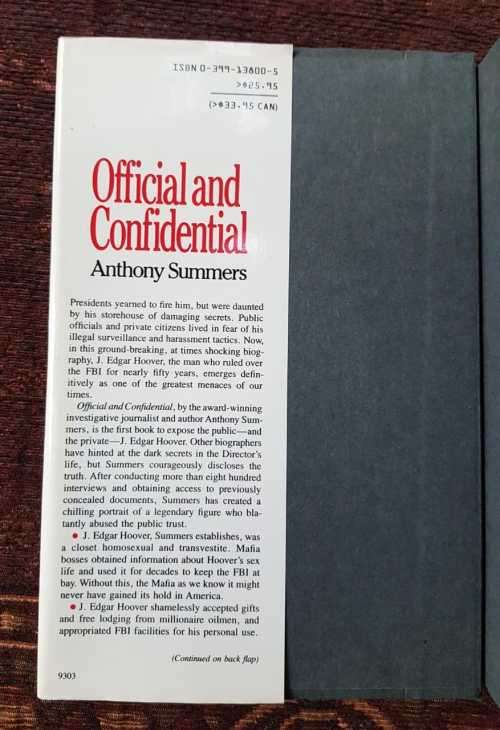 ISBN 0-399-13800-5
>$25.95
(>$33.95 CAN)
Official and
Confidential
Anthony Summers
Presidents yearned to fire him, but were daunted
by his storehouse of damaging secrets. Public
officials and private citizens lived in fear of his
illegal surveillance and harassment tactics. Now,
in this ground-breaking, at times shocking biog-
raphy, J. Edgar Hoover, the man who ruled over
the FBI for nearly fifty years, emerges defin-
itively as one of the greatest menaces of our
times.
Official and Confidential, by the award-winning
investigative journalist and author Anthony Sum-
mers, is the first book to expose the public—and
the private—J. Edgar Hoover. Other biographers
have hinted at the dark secrets in the Director's
life, but Summers courageously discloses the
truth. After conducting more than eight hundred
interviews and obtaining access to previously
concealed documents, Summers has created a
chilling portrait of a legendary figure who bla-
tantly abused the public trust.
● J. Edgar Hoover, Summers establishes, was
a closet homosexual and transvestite. Mafia
bosses obtained information about Hoover's sex
life and used it for decades to keep the FBI at
bay. Without this, the Mafia as we know it might
never have gained its hold in America.
● J. Edgar Hoover shamelessly accepted gifts
and free lodging from millionaire oilmen, and
appropriated FBI facilities for his personal use.
(Continued on back flap)
9303